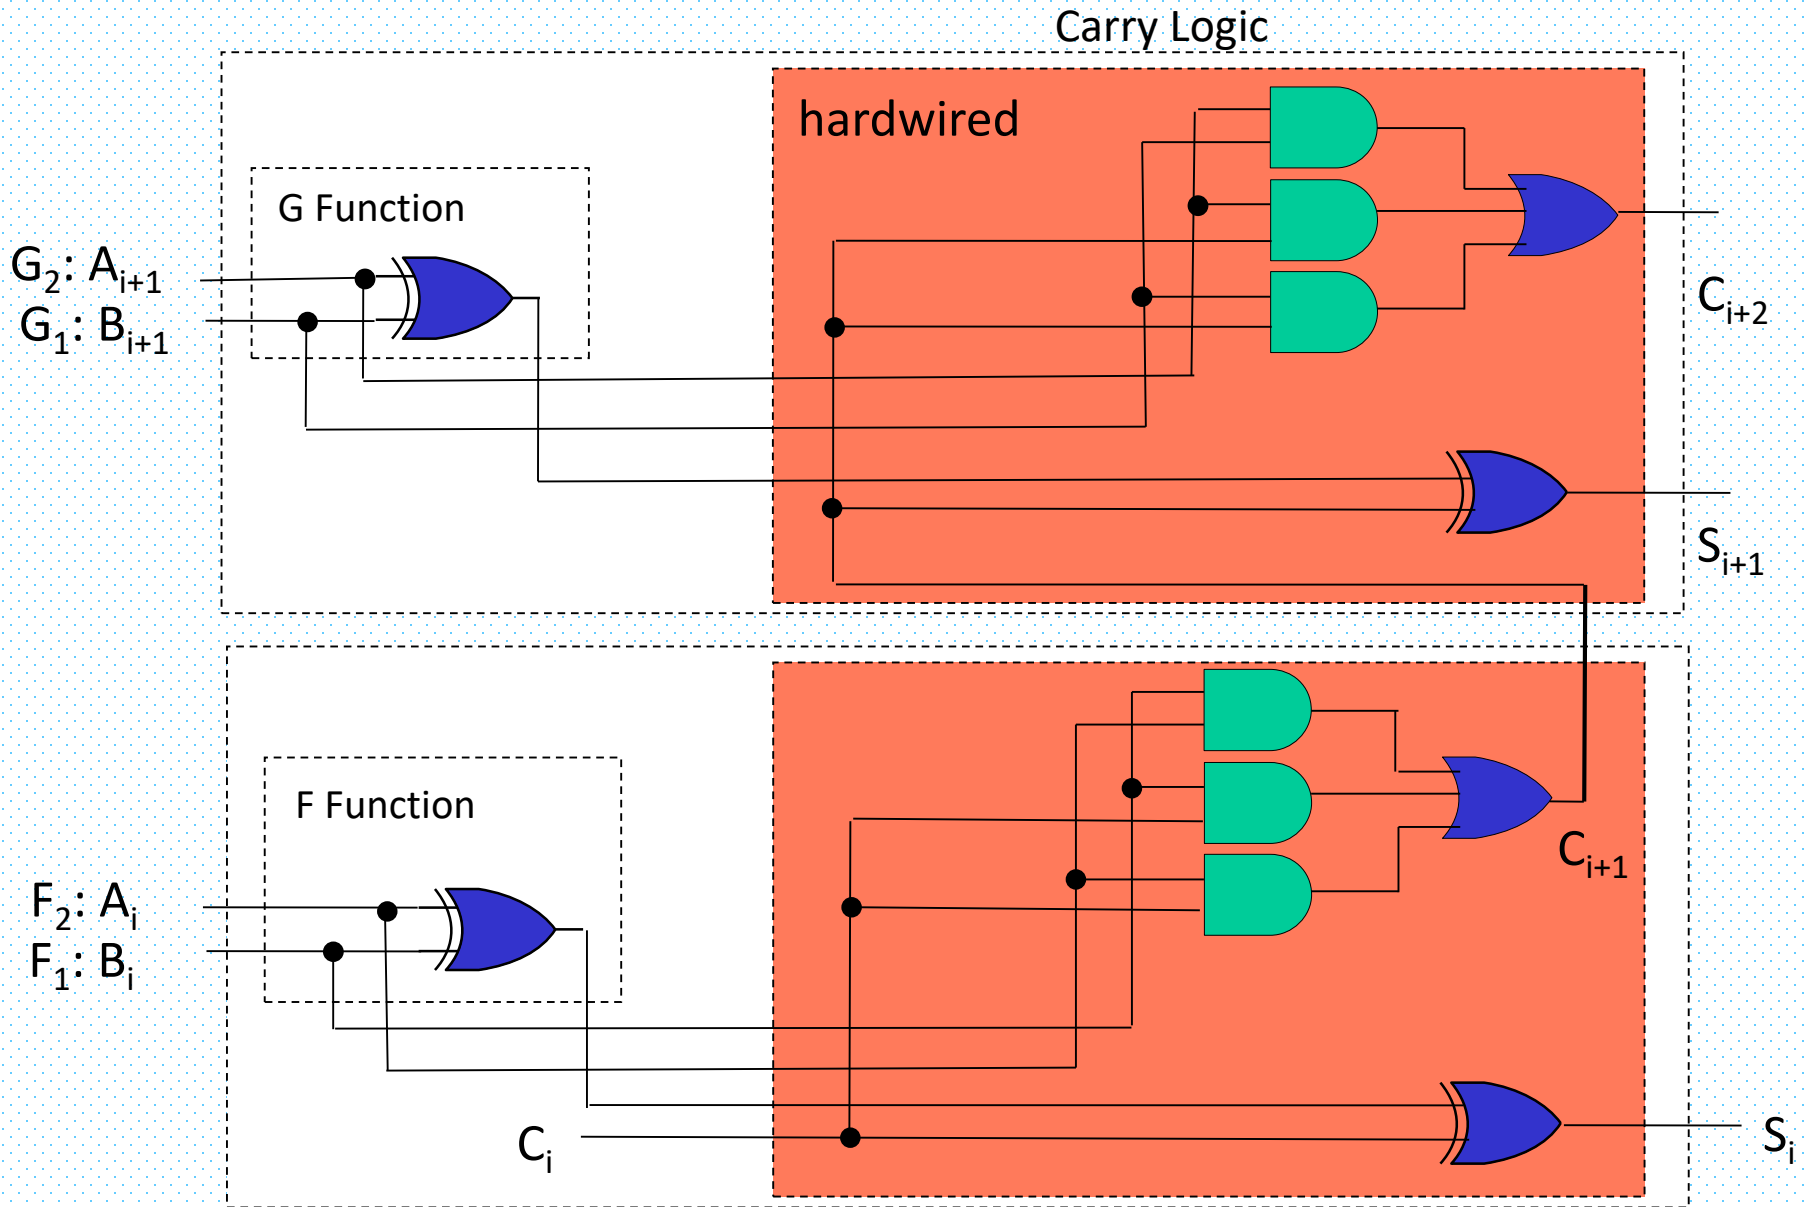 Carry Logic
hardwired
G Function
G₂: Aᵢ₊₁
G₁: Bᵢ₊₁
Cᵢ₊₂
Sᵢ₊₁
F Function
Cᵢ₊₁
F₂: Aᵢ
F₁: Bᵢ
Cᵢ
Sᵢ